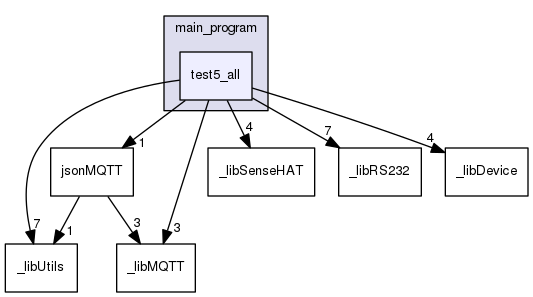 main_program
test5_all
4
7
4
1
jsonMQTT
_libSenseHAT
_libRS232
_libDevice
7
1
3
3
_libUtils
_libMQTT